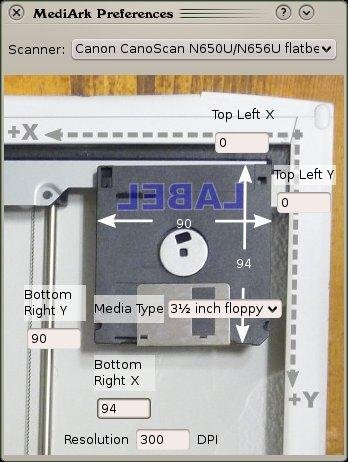 MediArk Preferences
Scanner: Canon CanoScan N650U/N656U flatbe
Top Left X
+X
0
Top Left Y
LABEL
0
90
94
Bottom
Right Y
Media Type 3½ inch floppy
90
Bottom
Right X
94
+Y
Resolution 300 DPI